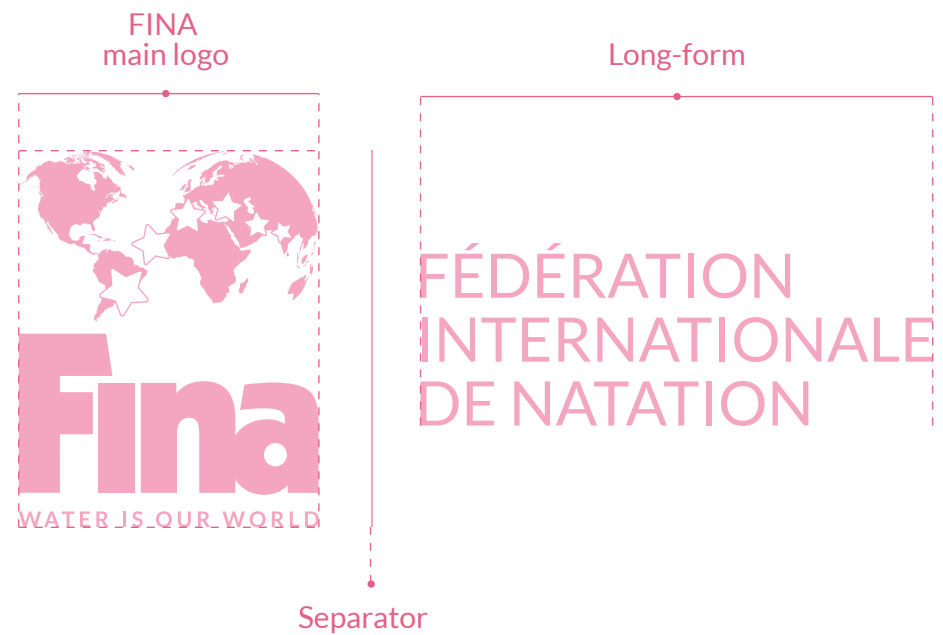 FINA
main logo
Long-form
Fina
WATER IS OUR WORLD
FÉDÉRATION
INTERNATIONALE
DE NATATION
Separator